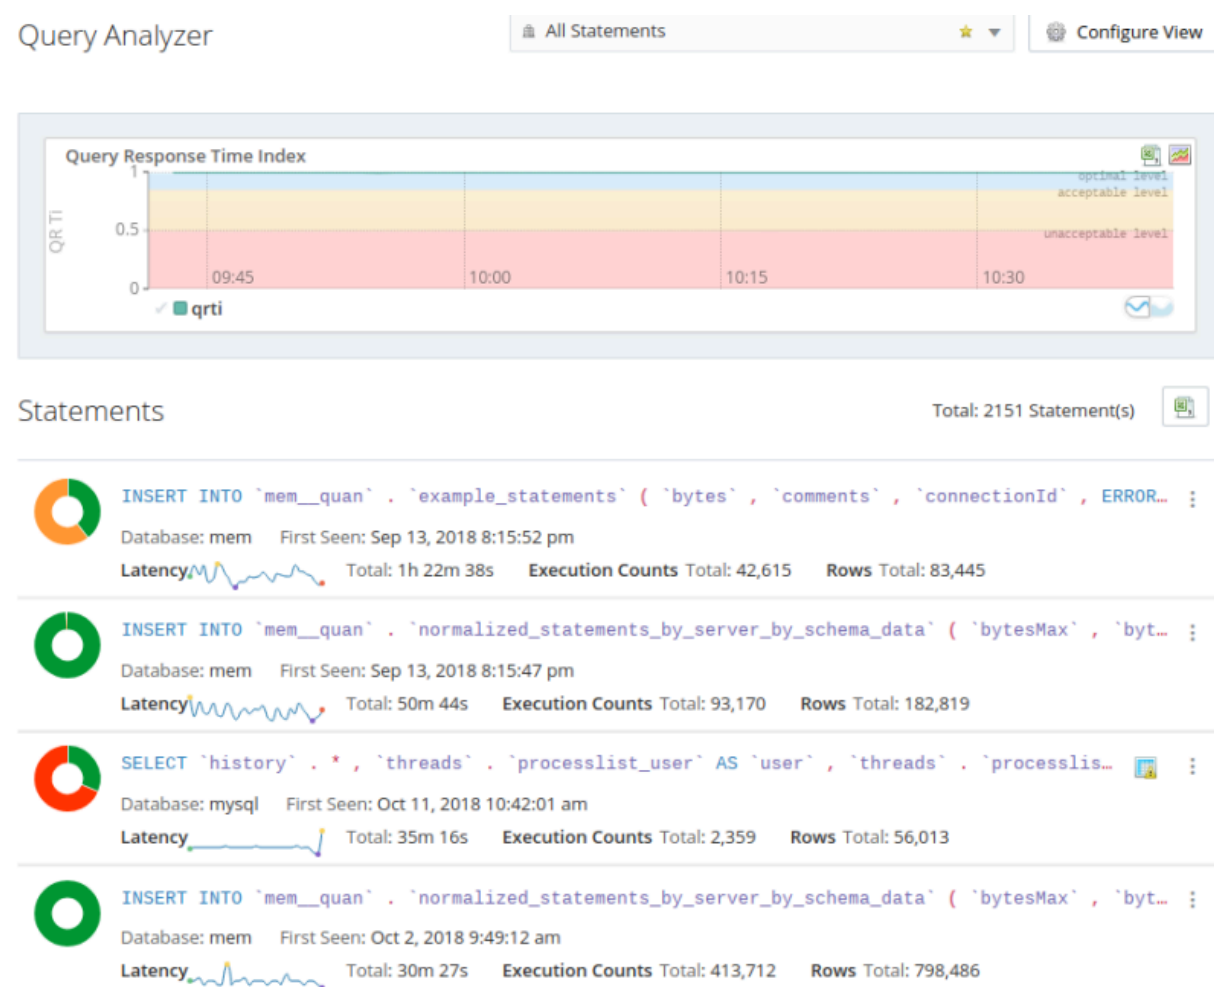 Query Analyzer
All Statements
Configure View
Query Response Time Index
1
optimal level
acceptable level
QR Ti
0.5
unacceptable level
0
09:45
10:00
10:15
10:30
qrti
Statements
Total: 2151 Statement(s)
INSERT INTO `mem__quan` . `example_statements` ( `bytes` , `comments` , `connectionId` , ERROR…
Database: mem First Seen: Sep 13, 2018 8:15:52 pm
Latency Total: 1h 22m 38s Execution Counts Total: 42,615 Rows Total: 83,445
INSERT INTO `mem__quan` . `normalized_statements_by_server_by_schema_data` ( `bytesMax` , `byt…
Database: mem First Seen: Sep 13, 2018 8:15:47 pm
Latency Total: 50m 44s Execution Counts Total: 93,170 Rows Total: 182,819
SELECT `history` . * , `threads` . `processlist_user` AS `user` , `threads` . `processlis…
Database: mysql First Seen: Oct 11, 2018 10:42:01 am
Latency Total: 35m 16s Execution Counts Total: 2,359 Rows Total: 56,013
INSERT INTO `mem__quan` . `normalized_statements_by_server_by_schema_data` ( `bytesMax` , `byt…
Database: mem First Seen: Oct 2, 2018 9:49:12 am
Latency Total: 30m 27s Execution Counts Total: 413,712 Rows Total: 798,486